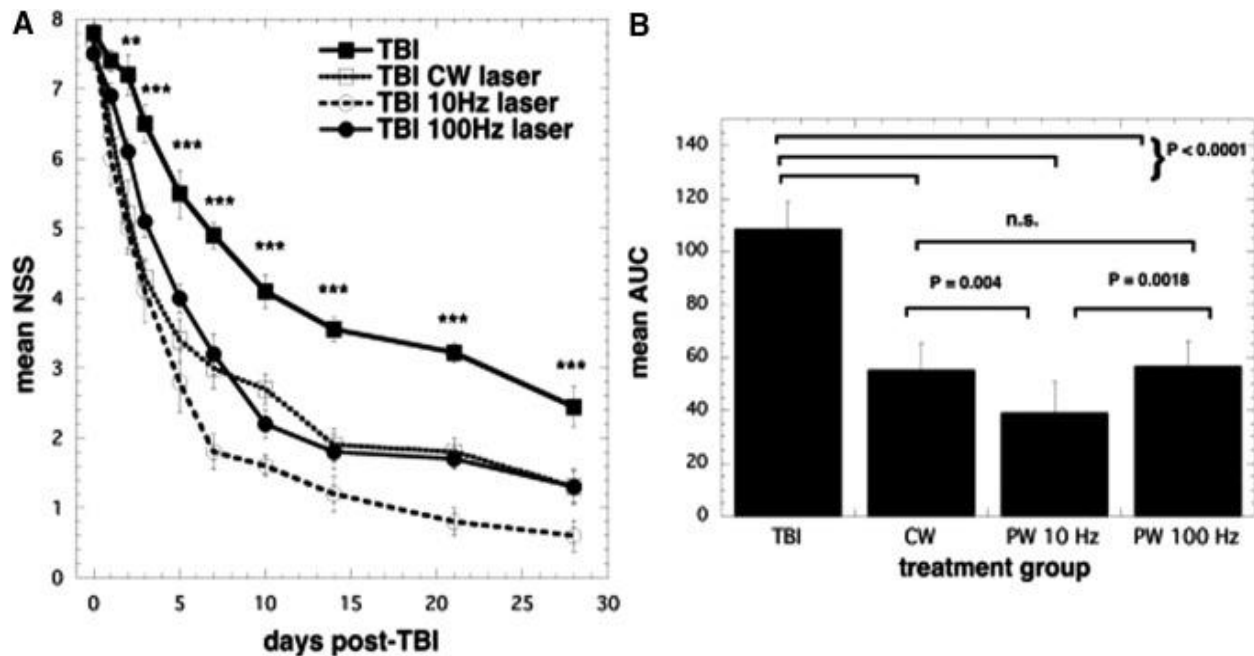 A
8
7
6
5
4
3
2
1
0
mean NSS
**
***
***
***
***
***
***
***
TBI
TBI CW laser
TBI 10Hz laser
TBI 100Hz laser
0 5 10 15 20 25 30
days post-TBI
B
140
120
100
80
60
40
20
0
mean AUC
P < 0.0001
n.s.
P = 0.004
P = 0.0018
TBI CW PW 10 Hz PW 100 Hz
treatment group